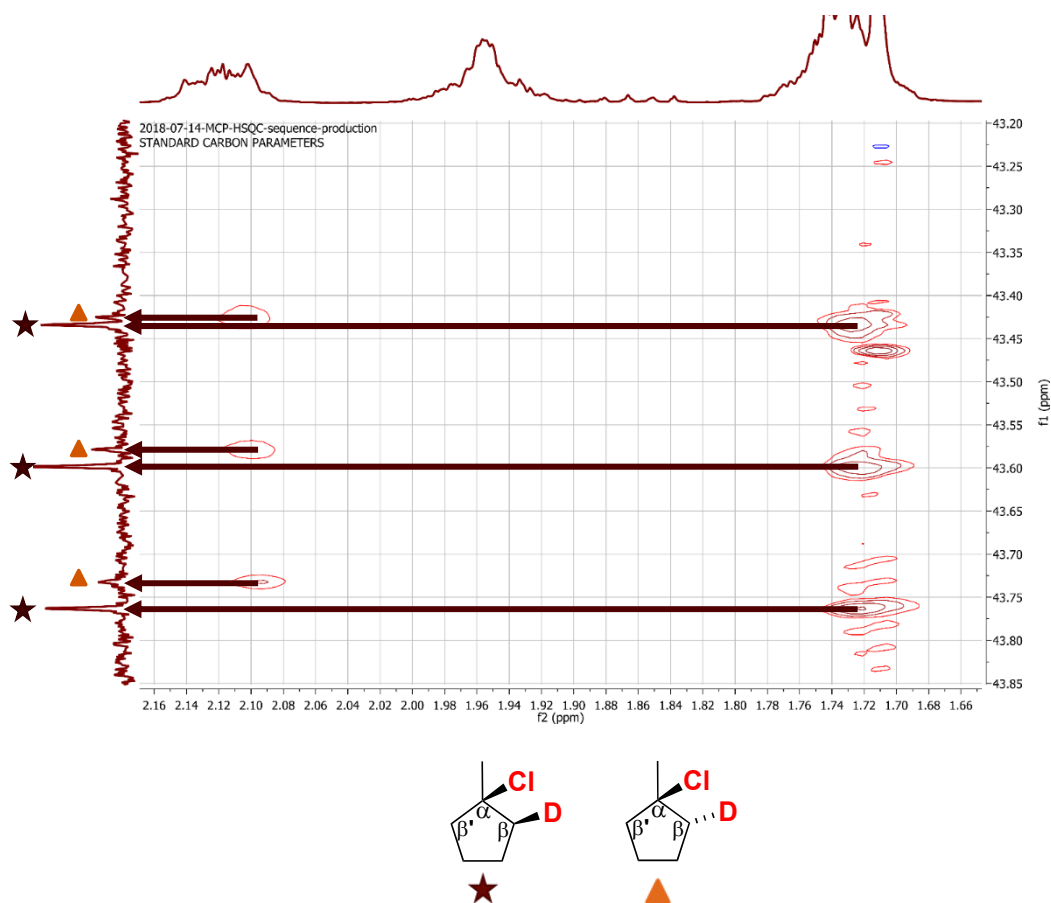 2018-07-14-MCP-HSQC-sequence-production
STANDARD CARBON PARAMETERS
43.20
43.25
43.30
43.35
43.40
43.45
43.50
43.55
43.60
43.65
43.70
43.75
43.80
43.85
f1 (ppm)
2.16 2.14 2.12 2.10 2.08 2.06 2.04 2.02 2.00 1.98 1.96 1.94 1.92 1.90 1.88 1.86 1.84 1.82 1.80 1.78 1.76 1.74 1.72 1.70 1.68 1.66
f2 (ppm)
Cl Cl
α α
D D
β' β β' β